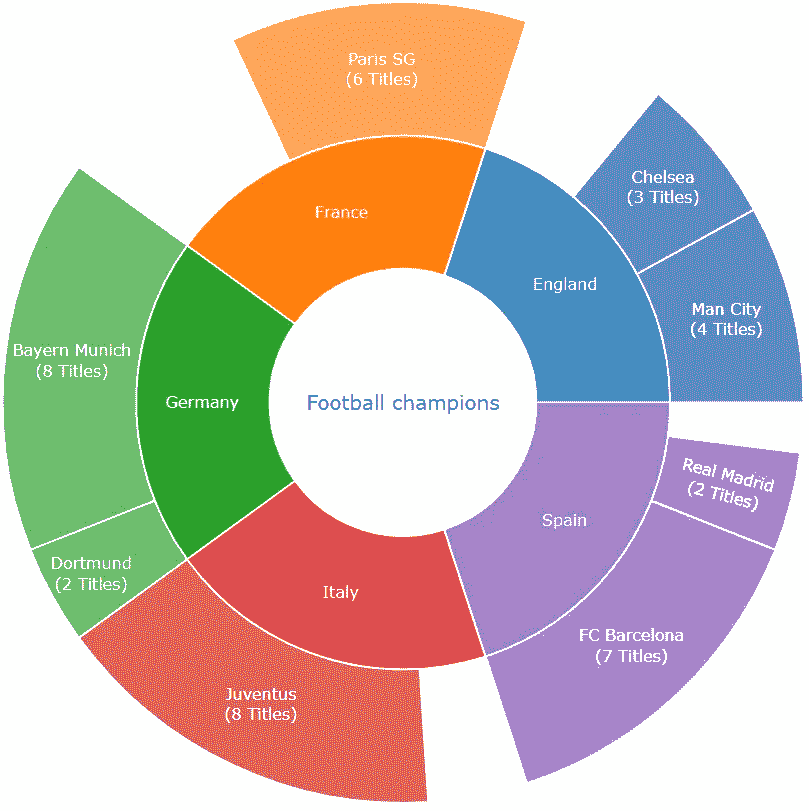 Football champions
England
Man City
(4 Titles)
Chelsea
(3 Titles)
France
Paris SG
(6 Titles)
Germany
Bayern Munich
(8 Titles)
Dortmund
(2 Titles)
Italy
Juventus
(8 Titles)
Spain
FC Barcelona
(7 Titles)
Real Madrid
(2 Titles)